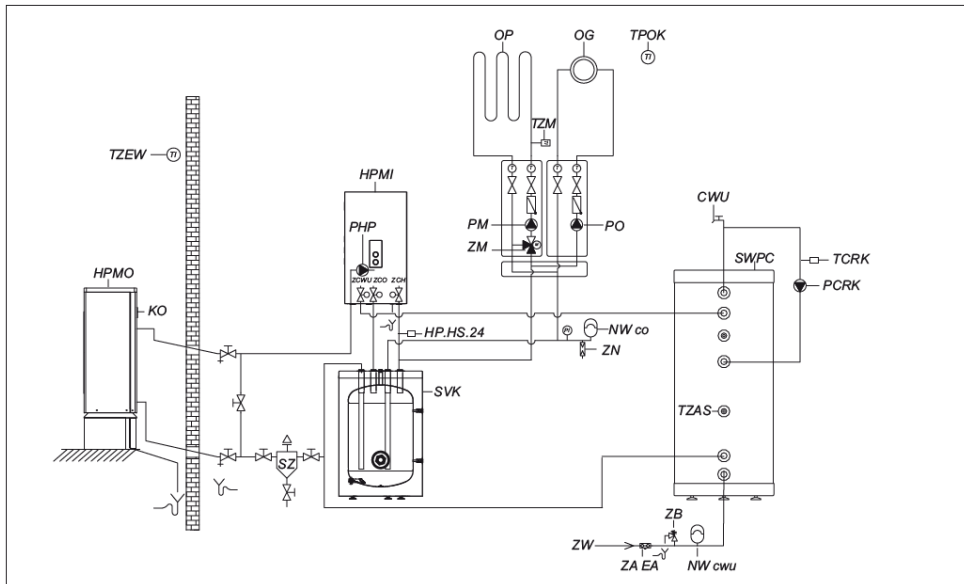 OP
OG
TPOK
TI
TZM
TZEW
TI
HPMI
CWU
PHP
PM
PO
ZM
SWPC
TCRK
HPMO
ZCWU
ZCO
ZCH
PCRK
KO
NW co
HP.HS.24
PI
ZN
SVK
TZAS
SZ
ZB
ZW
ZA EA
NW cwu